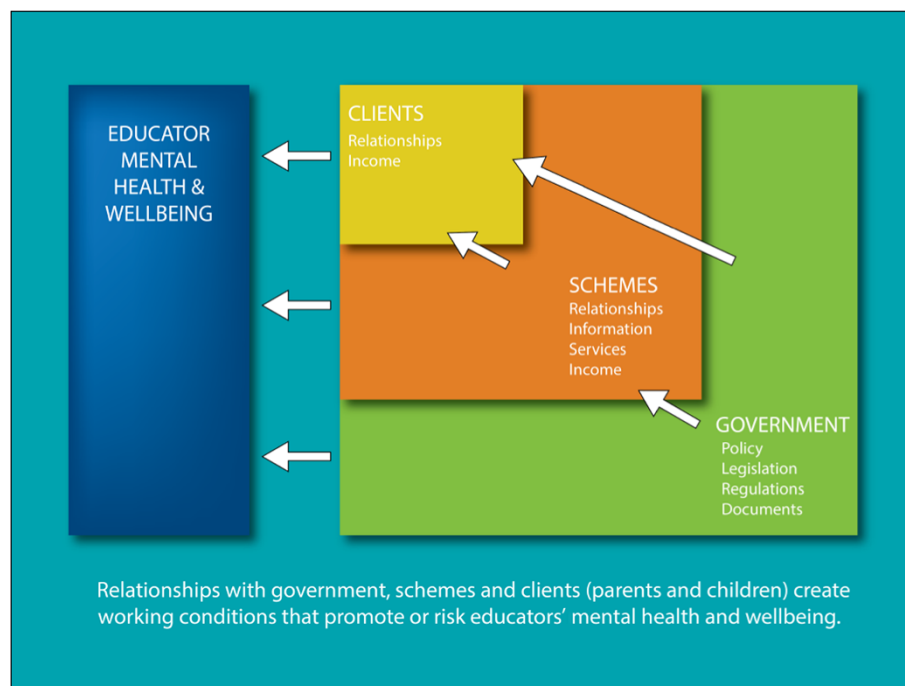 EDUCATOR
MENTAL
HEALTH &
WELLBEING
CLIENTS
Relationships
Income
SCHEMES
Relationships
Information
Services
Income
GOVERNMENT
Policy
Legislation
Regulations
Documents
Relationships with government, schemes and clients (parents and children) create
working conditions that promote or risk educators’ mental health and wellbeing.